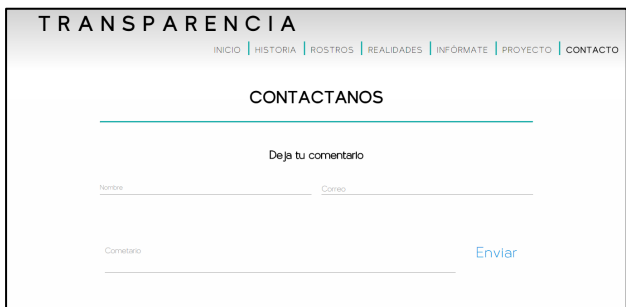 TRANSPARENCIA
INICIO HISTORIA ROSTROS REALIDADES INFÓRMATE PROYECTO CONTACTO
CONTACTANOS
Deja tu comentario
Nombre Correo
Cometario Enviar